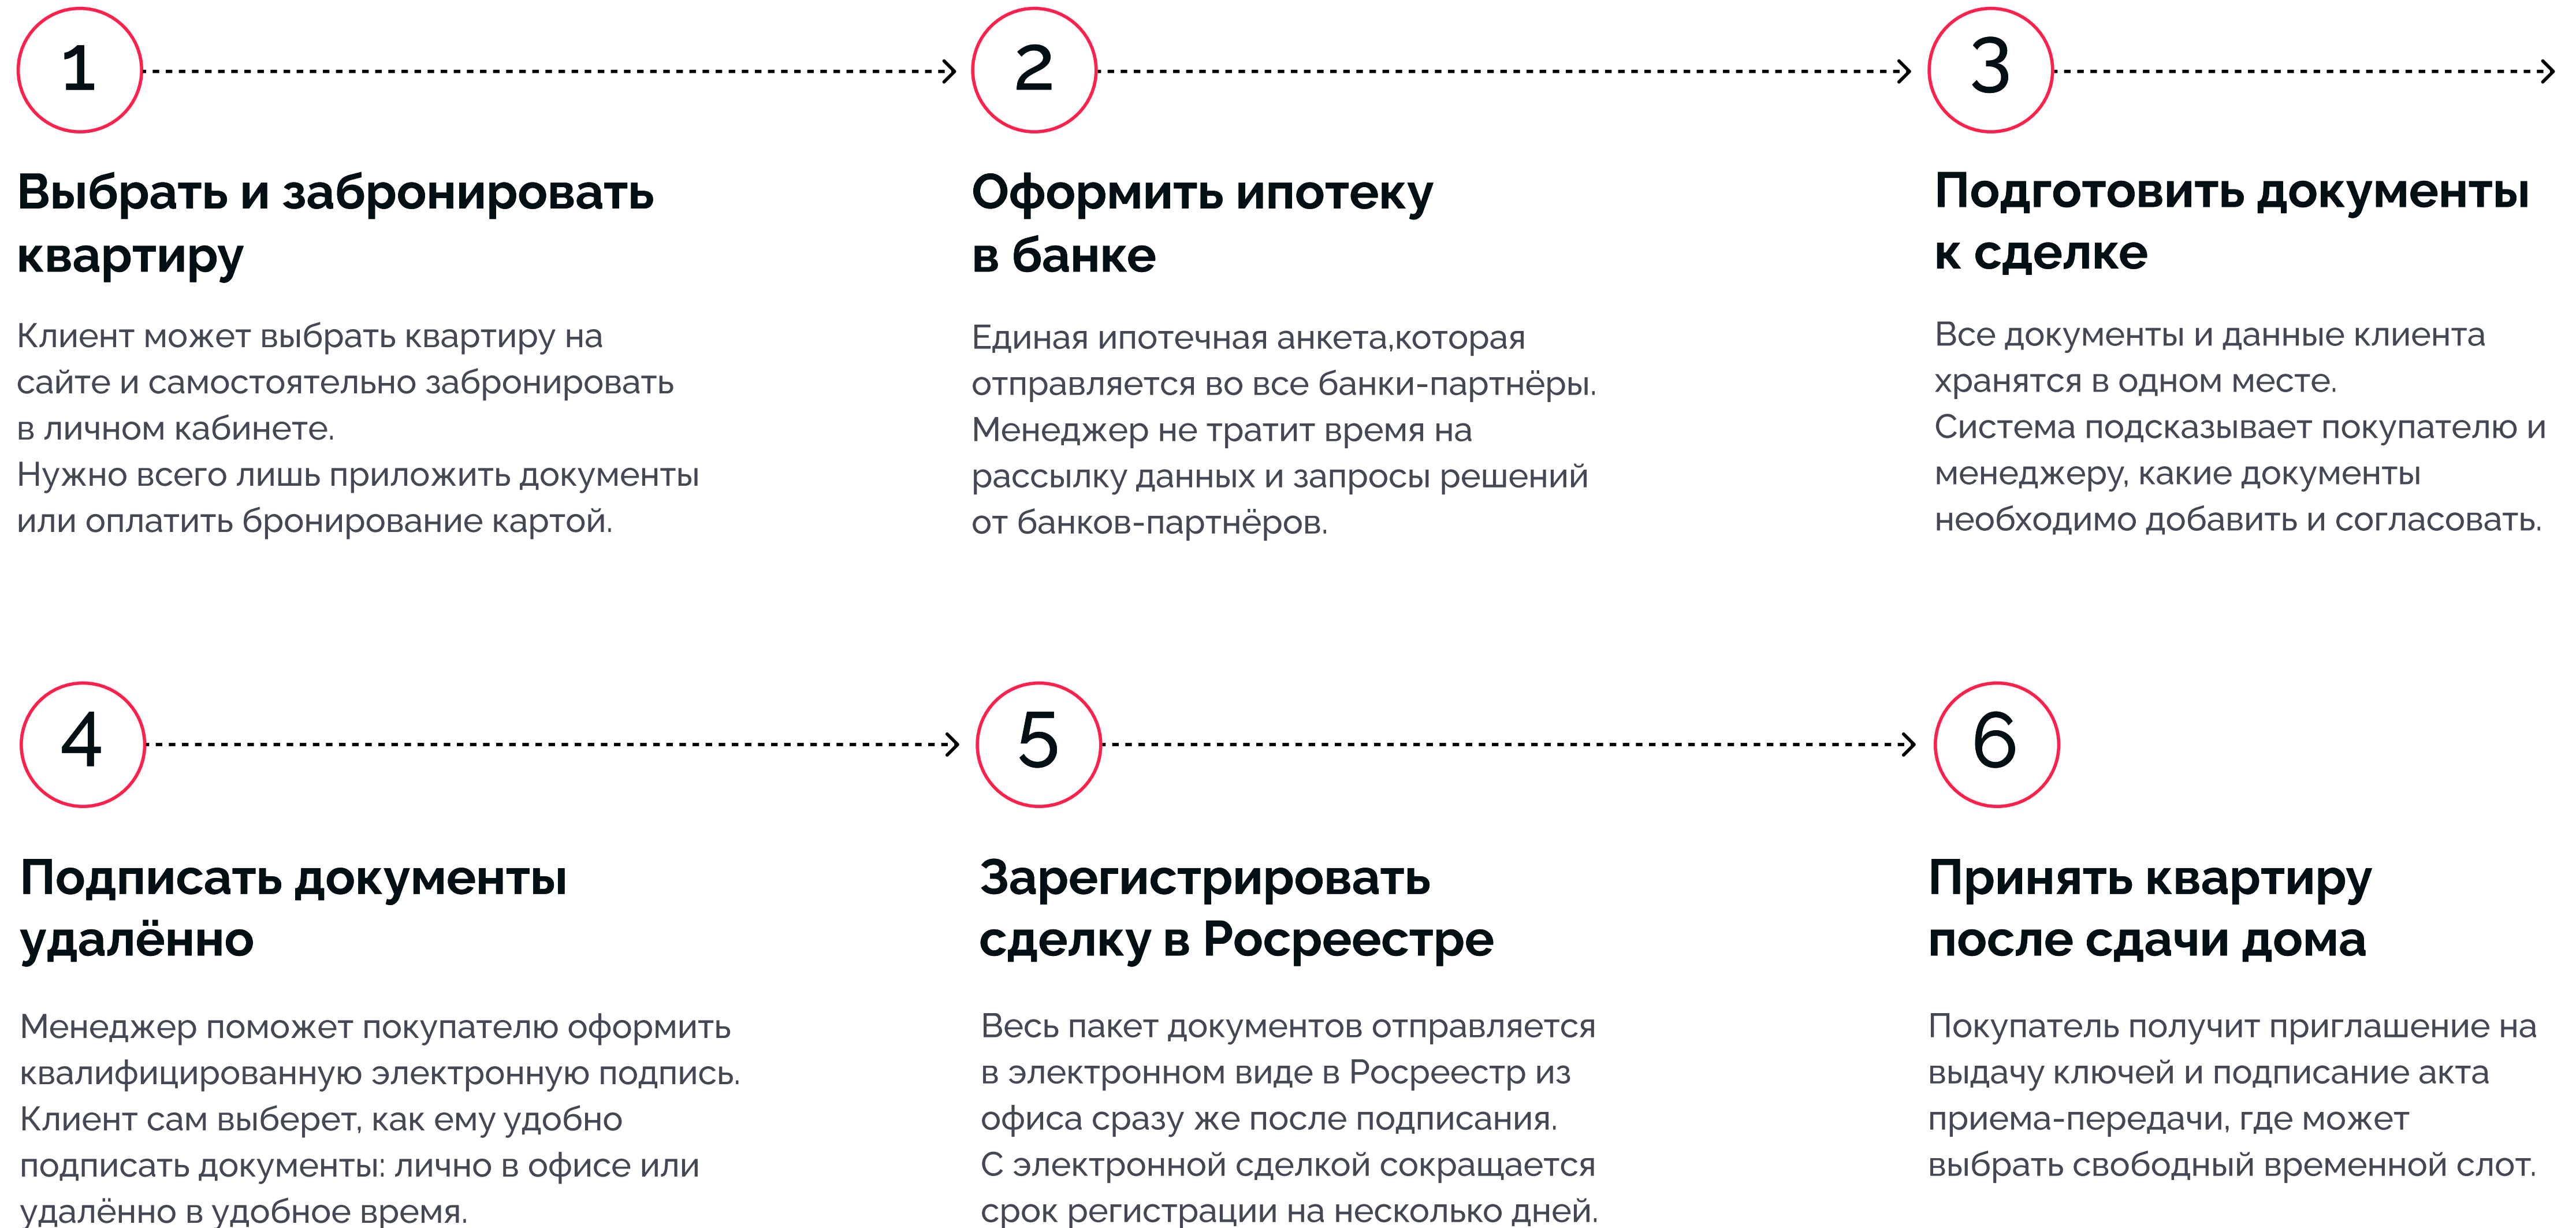 1
Выбрать и забронировать
квартиру
Клиент может выбрать квартиру на
сайте и самостоятельно забронировать
в личном кабинете.
Нужно всего лишь приложить документы
или оплатить бронирование картой.
2
Оформить ипотеку
в банке
Единая ипотечная анкета,которая
отправляется во все банки-партнёры.
Менеджер не тратит время на
рассылку данных и запросы решений
от банков-партнёров.
3
Подготовить документы
к сделке
Все документы и данные клиента
хранятся в одном месте.
Система подсказывает покупателю и
менеджеру, какие документы
необходимо добавить и согласовать.
4
Подписать документы
удалённо
Менеджер поможет покупателю оформить
квалифицированную электронную подпись.
Клиент сам выберет, как ему удобно
подписать документы: лично в офисе или
удалённо в удобное время.
5
Зарегистрировать
сделку в Росреестре
Весь пакет документов отправляется
в электронном виде в Росреестр из
офиса сразу же после подписания.
С электронной сделкой сокращается
срок регистрации на несколько дней.
6
Принять квартиру
после сдачи дома
Покупатель получит приглашение на
выдачу ключей и подписание акта
приема-передачи, где может
выбрать свободный временной слот.